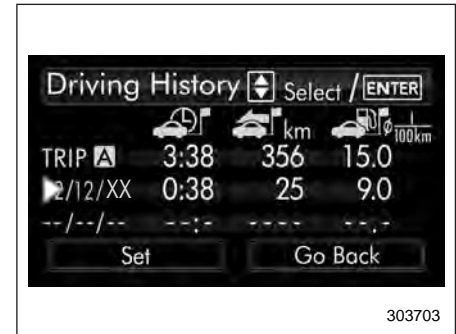 Driving History Select / ENTER
km l/100km
TRIP A 3:38 356 15.0
2/12/XX 0:38 25 9.0
--/--/-- --:- ---- --.-
Set Go Back
303703